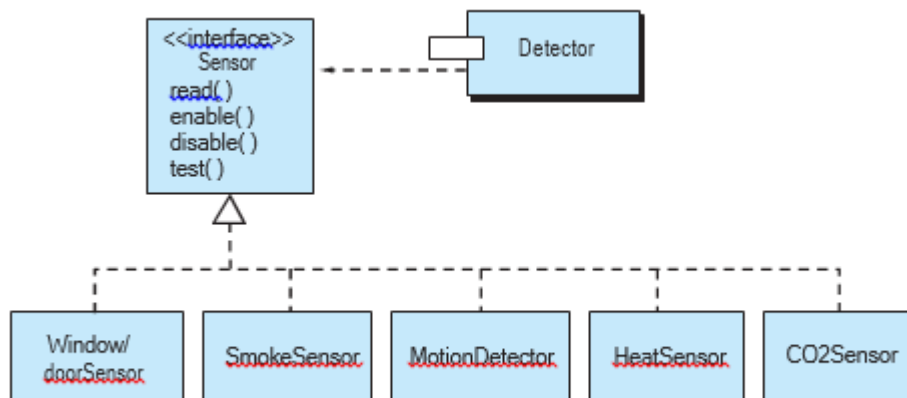 <<interface>>
Sensor
read( )
enable( )
disable( )
test( )
Detector
Window/
doorSensor
SmokeSensor
MotionDetector
HeatSensor
CO2Sensor